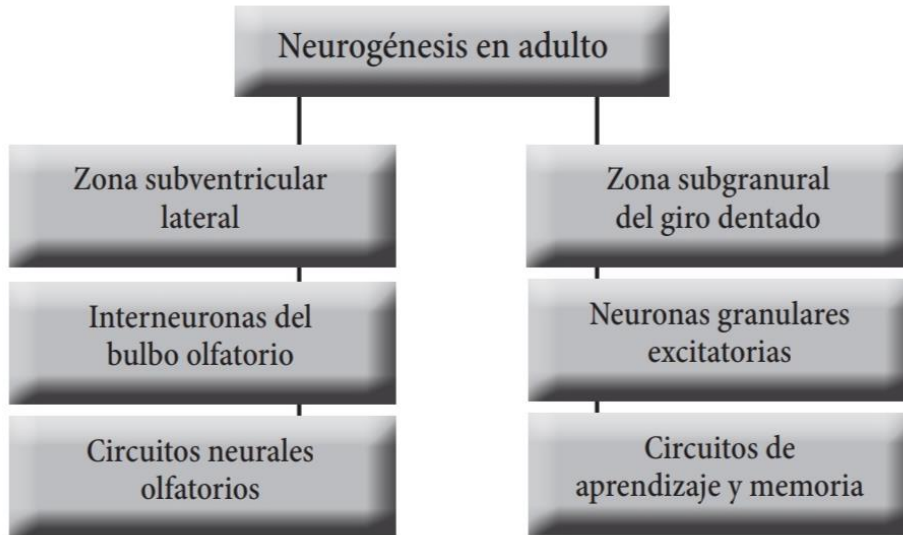 Neurogénesis en adulto
Zona subventricular
lateral
Interneuronas del
bulbo olfatorio
Circuitos neurales
olfatorios
Zona subgranural
del giro dentado
Neuronas granulares
excitatorias
Circuitos de
aprendizaje y memoria